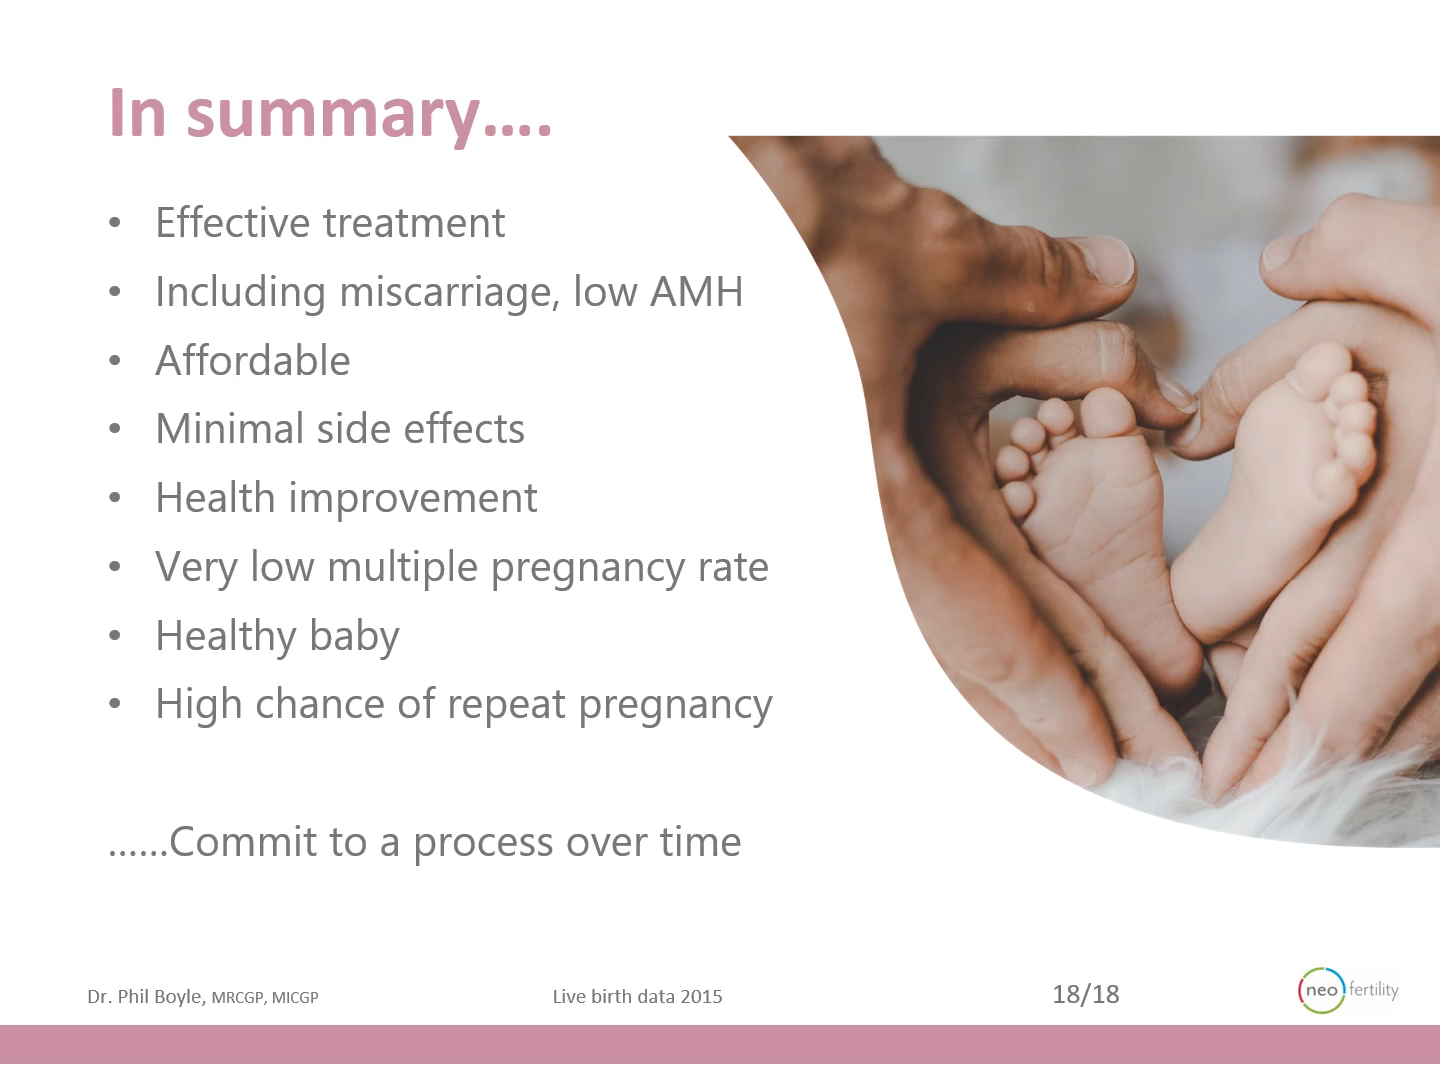 In summary....
• Effective treatment
• Including miscarriage, low AMH
• Affordable
• Minimal side effects
• Health improvement
• Very low multiple pregnancy rate
• Healthy baby
• High chance of repeat pregnancy
......Commit to a process over time
Dr. Phil Boyle, MRCGP, MICGP
Live birth data 2015
18/18
neo fertility